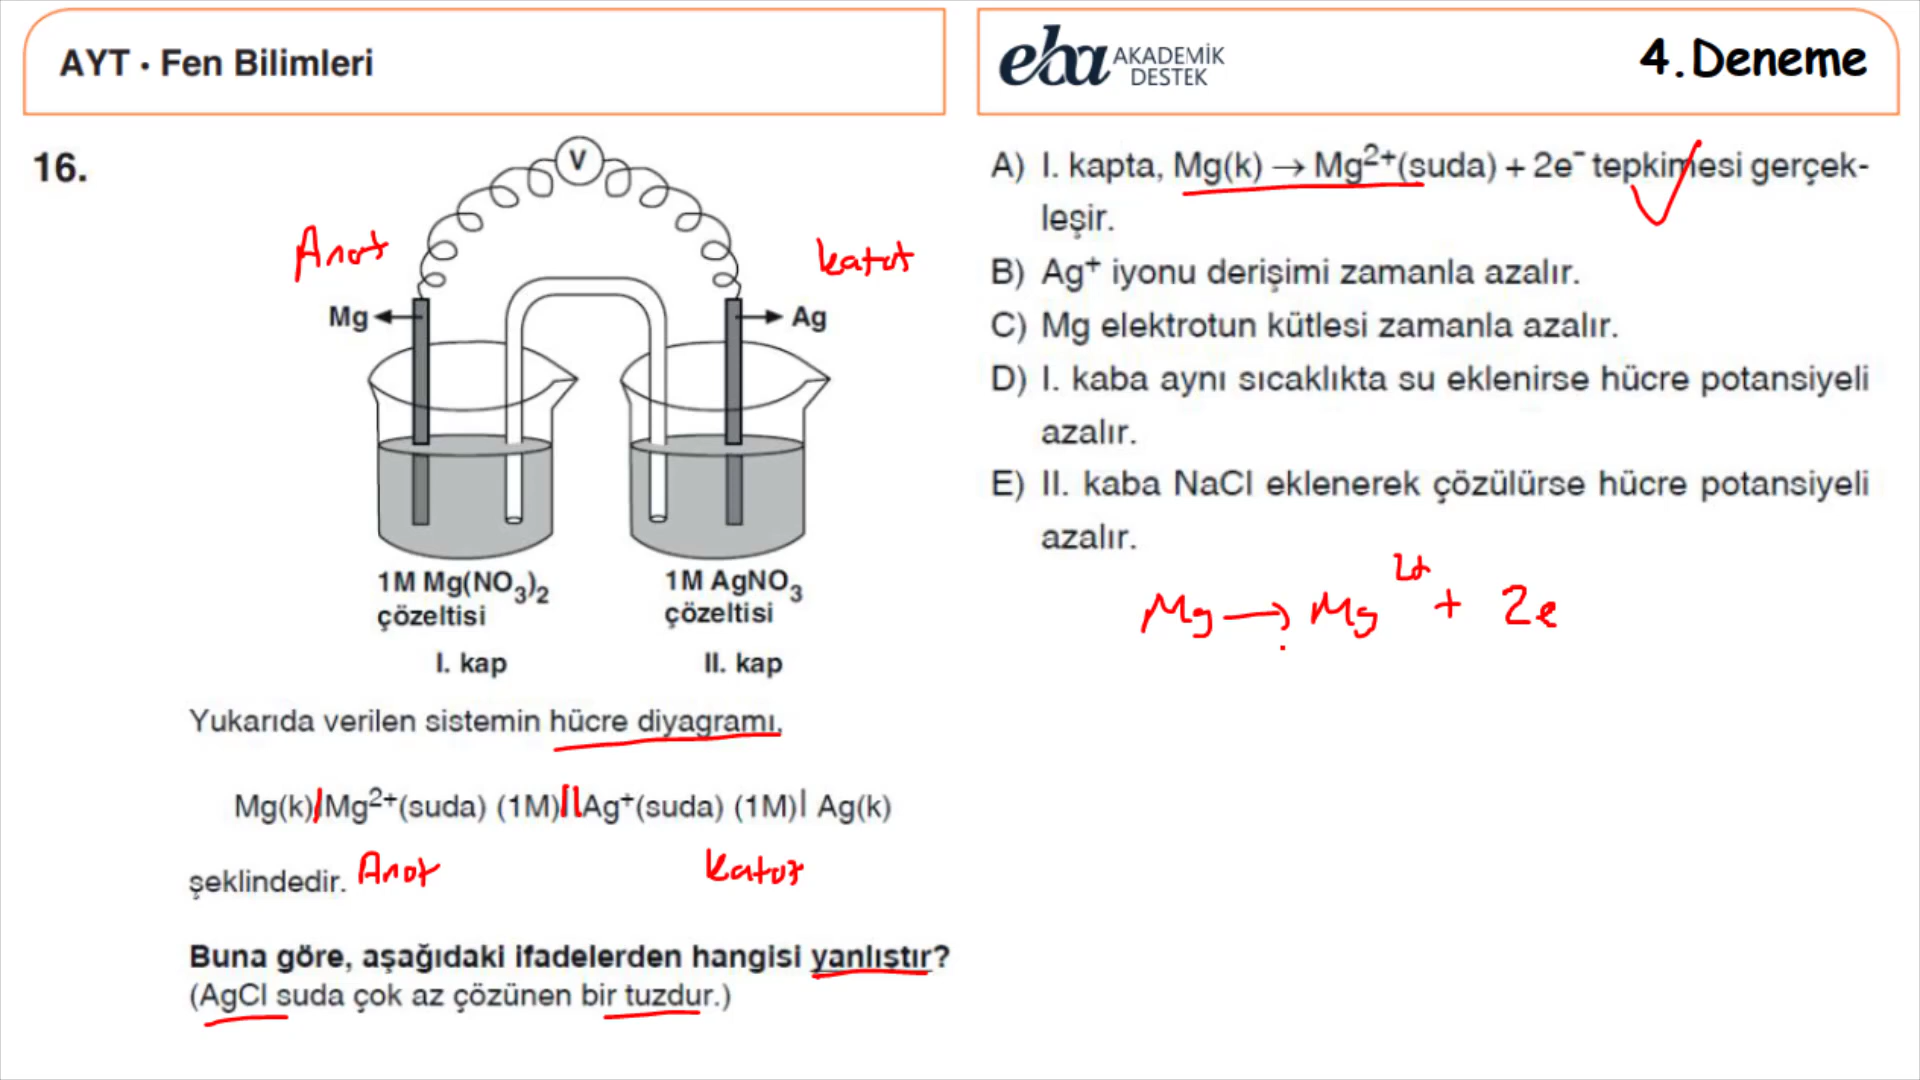 AYT • Fen Bilimleri
eba AKADEMİK
DESTEK
4.Deneme
16.
V
Anot
katot
Mg
Ag
1M Mg(NO3)2
çözeltisi
1M AgNO3
çözeltisi
I. kap
II. kap
Yukarıda verilen sistemin hücre diyagramı,
Mg(k)|Mg2+(suda) (1M)||Ag+(suda) (1M)| Ag(k)
şeklindedir.
Anot
Katot
Buna göre, aşağıdaki ifadelerden hangisi yanlıştır?
(AgCl suda çok az çözünen bir tuzdur.)
A) I. kapta, Mg(k) → Mg2+(suda) + 2e- tepkimesi gerçek-
leşir.
B) Ag+ iyonu derişimi zamanla azalır.
C) Mg elektrotun kütlesi zamanla azalır.
D) I. kaba aynı sıcaklıkta su eklenirse hücre potansiyeli
azalır.
E) II. kaba NaCl eklenerek çözülürse hücre potansiyeli
azalır.
Mg → Mg2+ + 2e